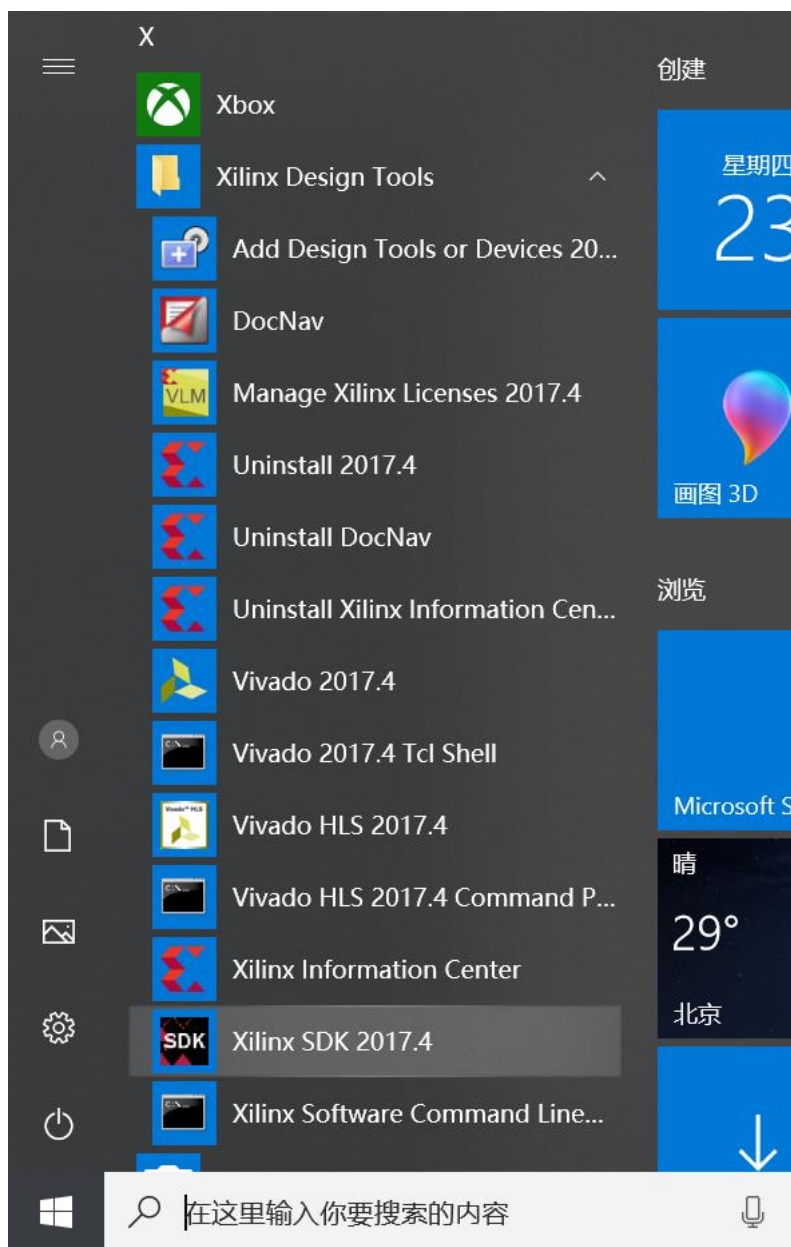 X
Xbox
Xilinx Design Tools
Add Design Tools or Devices 20...
DocNav
VLM
Manage Xilinx Licenses 2017.4
Uninstall 2017.4
Uninstall DocNav
Uninstall Xilinx Information Cen...
Vivado 2017.4
Vivado 2017.4 Tcl Shell
Vivado HLS 2017.4
Vivado HLS 2017.4 Command P...
Xilinx Information Center
SDK
Xilinx SDK 2017.4
Xilinx Software Command Line...
创建
星期四
23
画图 3D
浏览
Microsoft S
晴
29°
北京
在这里输入你要搜索的内容